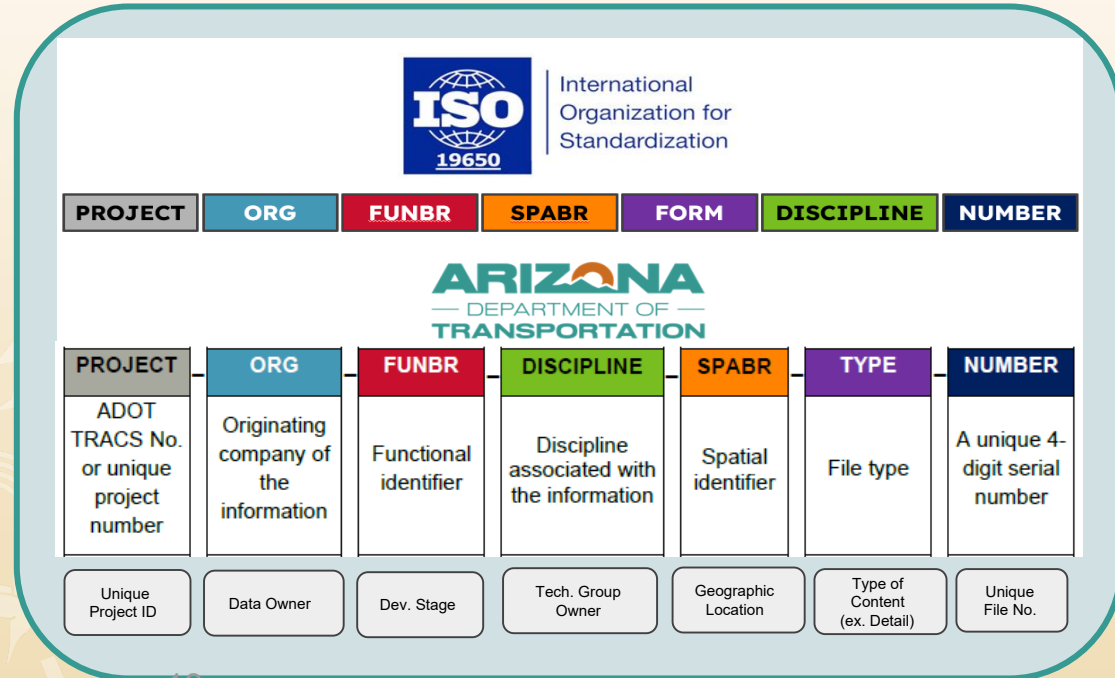 ISO
19650
International
Organization for
Standardization
PROJECT ORG FUNBR SPABR FORM DISCIPLINE NUMBER
ARIZONA
DEPARTMENT OF
TRANSPORTATION
PROJECT – ORG – FUNBR – DISCIPLINE – SPABR – TYPE – NUMBER
ADOT
TRACS No.
or unique
project
number
Originating
company of
the
information
Functional
identifier
Discipline
associated with
the information
Spatial
identifier
File type
A unique 4-
digit serial
number
Unique
Project ID
Data Owner
Dev. Stage
Tech. Group
Owner
Geographic
Location
Type of
Content
(ex. Detail)
Unique
File No.